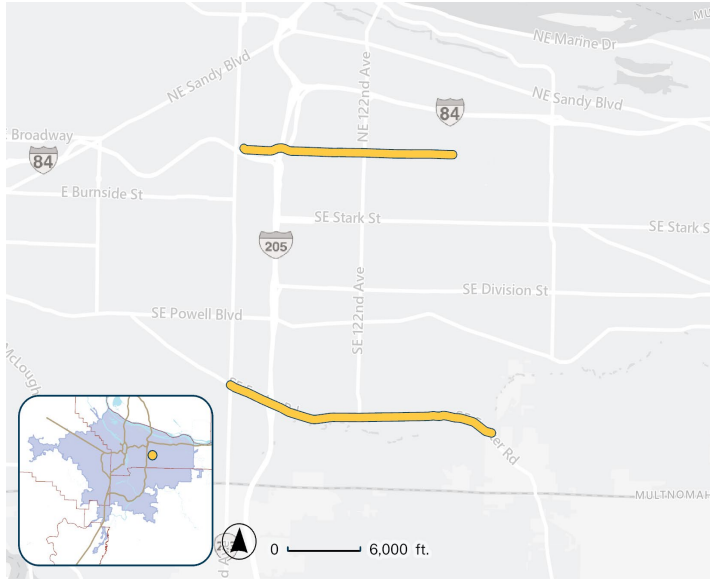 MU
NE Marine Dr
NE Sandy Blvd
NE 122nd Ave
NE Sandy Blvd
84
Broadway
84
E Burnside St
SE Stark St
SE Stark S
205
SE Division St
SE Powell Blvd
SE 122nd Ave
McLough
er Rd
MULTNOMAH
0 6,000 ft.